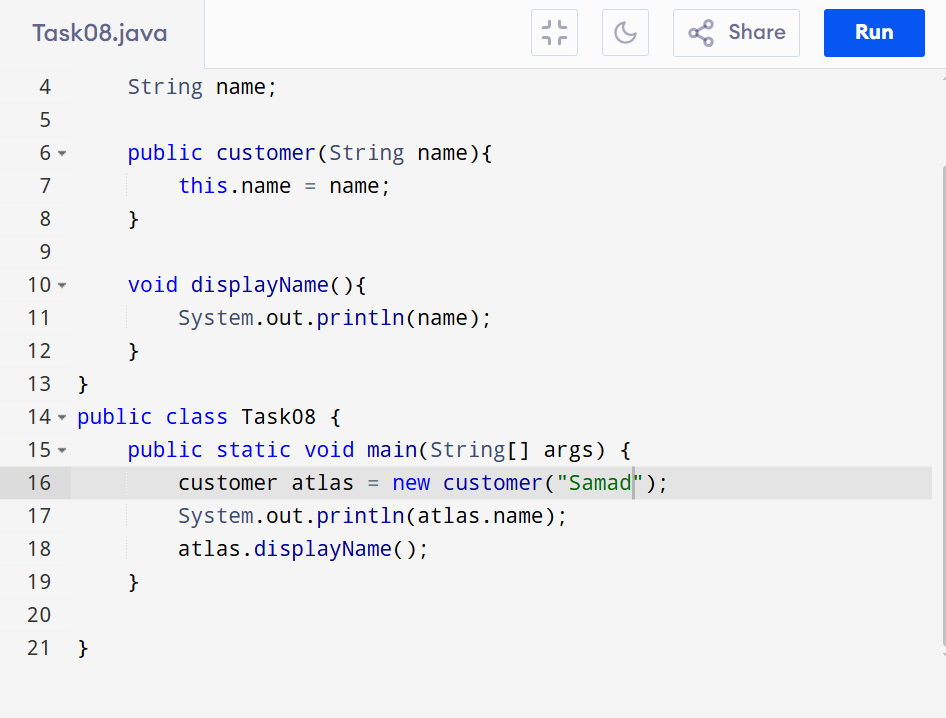 Task08.java
Share
Run
4 String name;
5
6 public customer(String name){
7 this.name = name;
8 }
9
10 void displayName(){
11 System.out.println(name);
12 }
13 }
14 public class Task08 {
15 public static void main(String[] args) {
16 customer atlas = new customer("Samad");
17 System.out.println(atlas.name);
18 atlas.displayName();
19 }
20
21 }